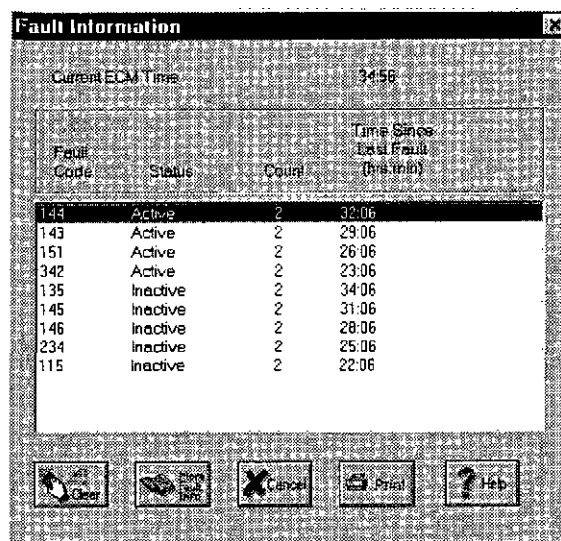 Fault Information
Current ECM Time 34:56
Time Since
Fault Last Fault
Code Status Count (hrs:min)
144 Active 2 32:06
143 Active 2 29:06
151 Active 2 26:06
342 Active 2 23:06
135 Inactive 2 34:06
145 Inactive 2 31:06
146 Inactive 2 28:06
234 Inactive 2 25:06
115 Inactive 2 22:06
Clear Info Cancel Print Help